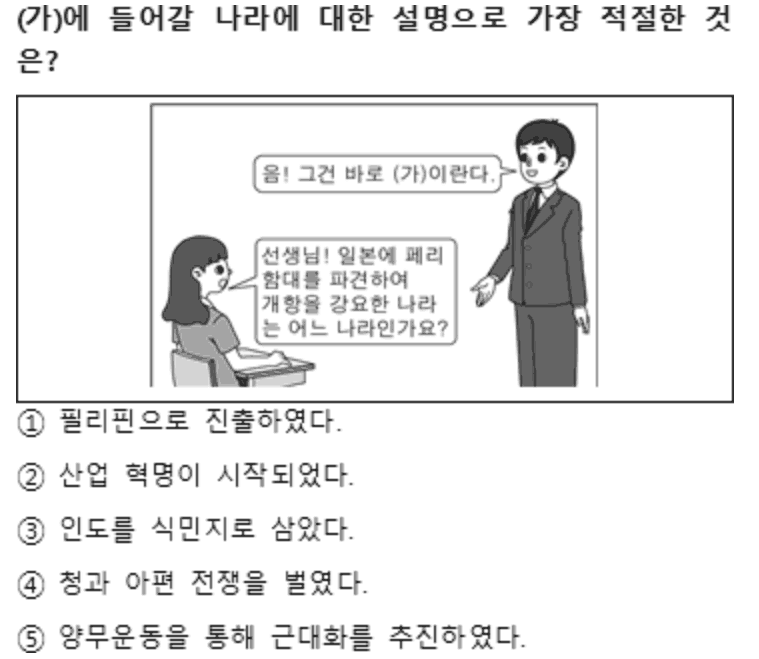 (가)에 들어갈 나라에 대한 설명으로 가장 적절한 것
은?
음! 그건 바로 (가)이란다.
선생님! 일본에 페리
함대를 파견하여
개항을 강요한 나라
는 어느 나라인가요?
① 필리핀으로 진출하였다.
② 산업 혁명이 시작되었다.
③ 인도를 식민지로 삼았다.
④ 청과 아편 전쟁을 벌였다.
⑤ 양무운동을 통해 근대화를 추진하였다.